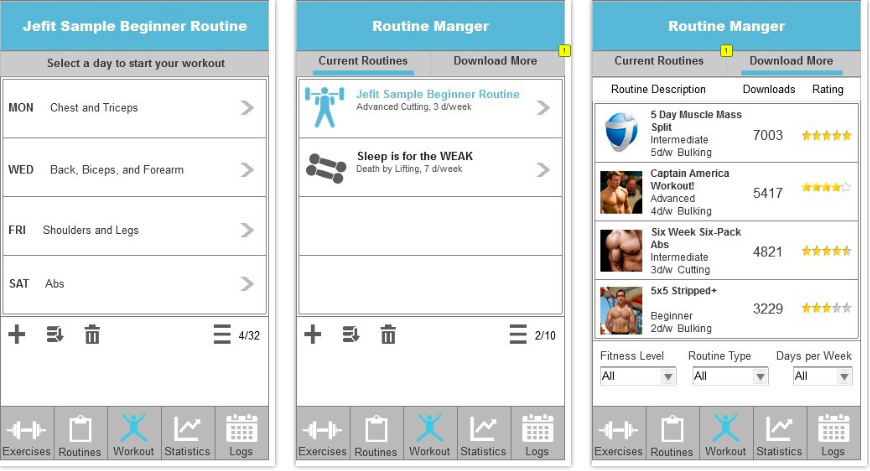 Jefit Sample Beginner Routine
Select a day to start your workout
MON Chest and Triceps
WED Back, Biceps, and Forearm
FRI Shoulders and Legs
SAT Abs
4/32
Exercises Routines Workout Statistics Logs
Routine Manger
1
Current Routines Download More
Jefit Sample Beginner Routine
Advanced Cutting, 3 d/week
Sleep is for the WEAK
Death by Lifting, 7 d/week
2/10
Exercises Routines Workout Statistics Logs
Routine Manger
1
Current Routines Download More
Routine Description Downloads Rating
5 Day Muscle Mass
Split
Intermediate
5d/w Bulking
7003
Captain America
Workout!
Advanced
4d/w Bulking
5417
Six Week Six-Pack
Abs
Intermediate
3d/w Cutting
4821
5x5 Stripped+
Beginner
2d/w Bulking
3229
Fitness Level Routine Type Days per Week
All All All
Exercises Routines Workout Statistics Logs